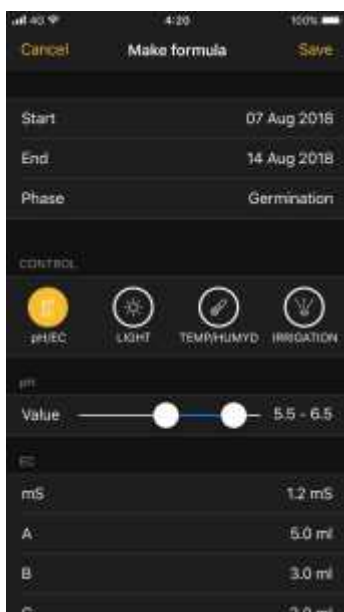 4G 4:20 100%
Cancel Make formula Save
Start 07 Aug 2018
End 14 Aug 2018
Phase Germination
CONTROL
pH/EC LIGHT TEMP/HUMYD IRRIGATION
pH
Value 5.5 - 6.5
EC
mS 1.2 mS
A 5.0 ml
B 3.0 ml